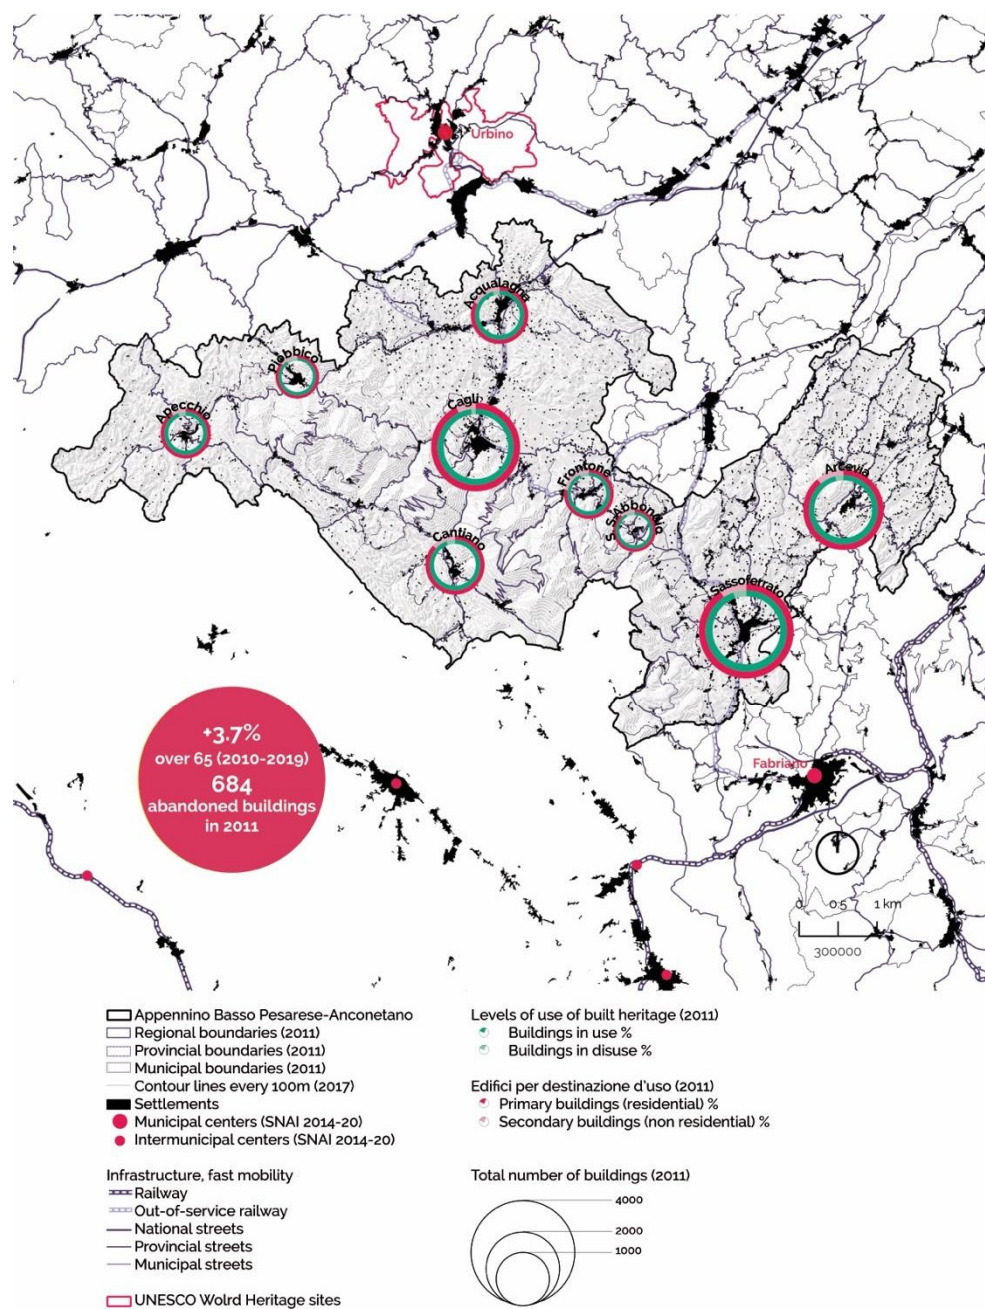 Urbino
Acqualagna
Piobbico
Apecchio
Cagli
Frontone
S. S. Abbondio
Arcevia
Cantiano
Sassoferrato
+3.7%
over 65 (2010-2019)
684
abandoned buildings
in 2011
Fabriano
0 0.5 1 km
300000
Appennino Basso Pesarese-Anconetano
Regional boundaries (2011)
Provincial boundaries (2011)
Municipal boundaries (2011)
Contour lines every 100m (2017)
Settlements
Municipal centers (SNAI 2014-20)
Intermunicipal centers (SNAI 2014-20)
Infrastructure, fast mobility
Railway
Out-of-service railway
National streets
Provincial streets
Municipal streets
UNESCO Wolrd Heritage sites
Levels of use of built heritage (2011)
Buildings in use %
Buildings in disuse %
Edifici per destinazione d'uso (2011)
Primary buildings (residential) %
Secondary buildings (non residential) %
Total number of buildings (2011)
4000
2000
1000